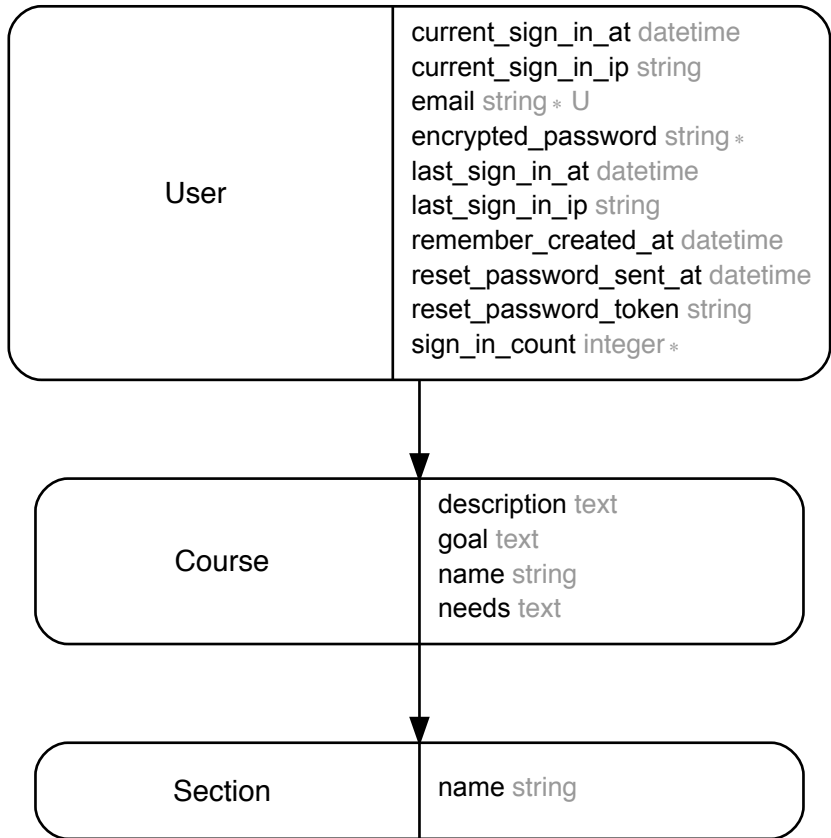 User
current_sign_in_at datetime
current_sign_in_ip string
email string ∗ U
encrypted_password string ∗
last_sign_in_at datetime
last_sign_in_ip string
remember_created_at datetime
reset_password_sent_at datetime
reset_password_token string
sign_in_count integer ∗
Course
description text
goal text
name string
needs text
Section
name string